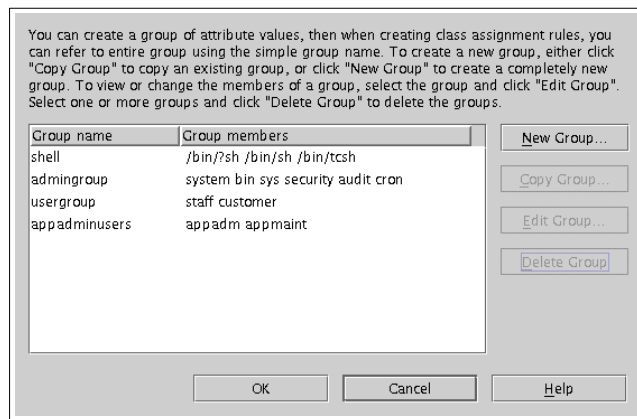 You can create a group of attribute values, then when creating class assignment rules, you
can refer to entire group using the simple group name. To create a new group, either click
"Copy Group" to copy an existing group, or click "New Group" to create a completely new
group. To view or change the members of a group, select the group and click "Edit Group".
Select one or more groups and click "Delete Group" to delete the groups.
Group name Group members
shell /bin/?sh /bin/sh /bin/tcsh
admingroup system bin sys security audit cron
usergroup staff customer
appadminusers appadm appmaint
New Group...
Copy Group...
Edit Group...
Delete Group
OK Cancel Help